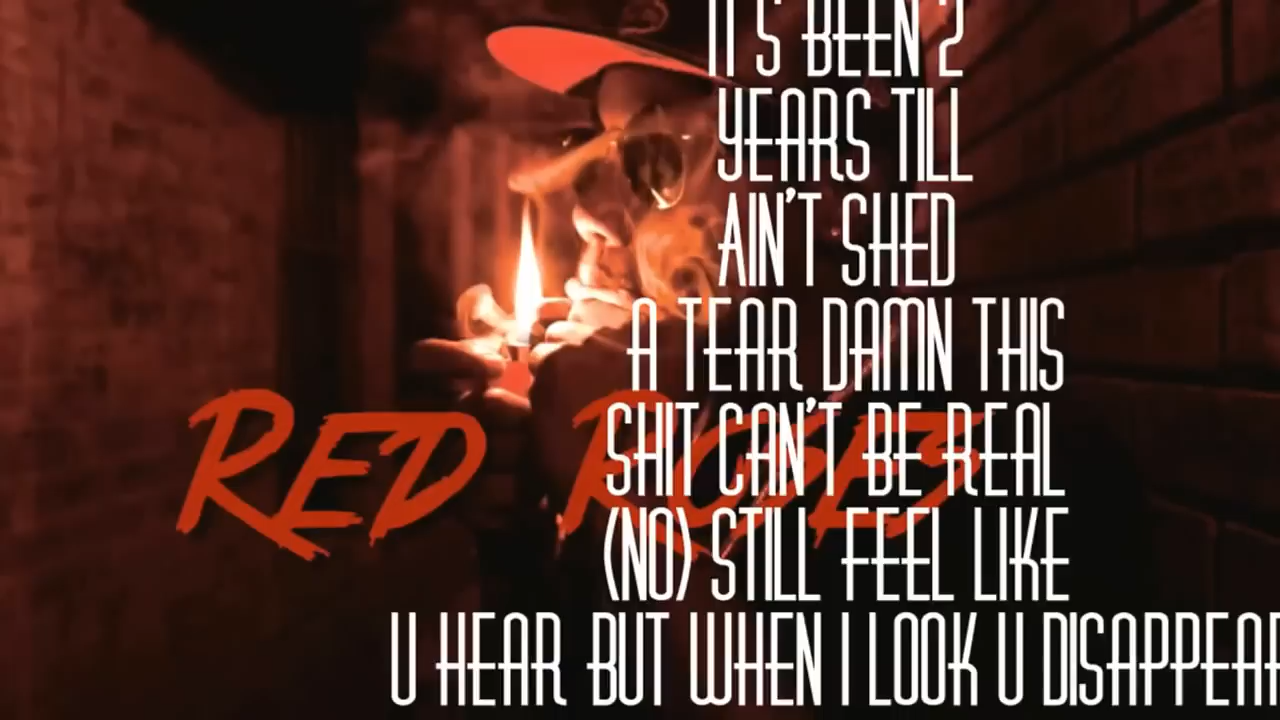 IT'S BEEN 2
YEARS TILL
AIN'T SHED
A TEAR DAMN THIS
SHIT CAN'T BE REAL
(NO) STILL FEEL LIKE
U HEAR BUT WHEN I LOOK U DISAPPEAR
RED ROSES